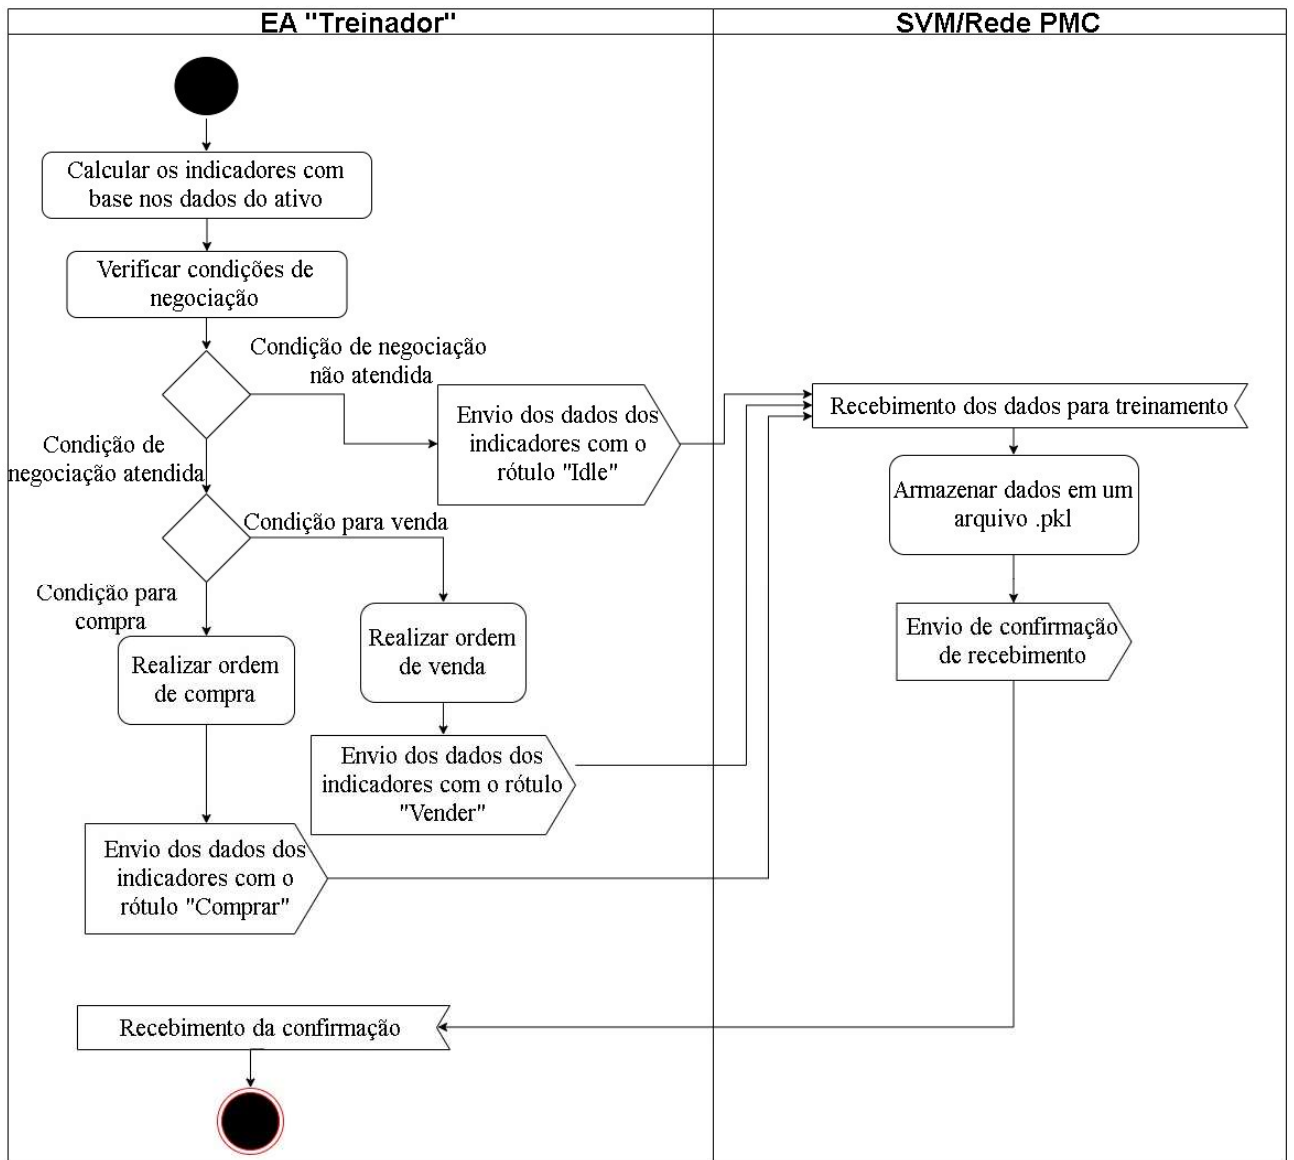 EA "Treinador"
SVM/Rede PMC
Calcular os indicadores com
base nos dados do ativo
Verificar condições de
negociação
Condição de negociação
não atendida
Envio dos dados dos
indicadores com o
rótulo "Idle"
Recebimento dos dados para treinamento
Condição de
negociação atendida
Armazenar dados em um
arquivo .pkl
Condição para venda
Condição para
compra
Realizar ordem
de venda
Envio de confirmação
de recebimento
Realizar ordem
de compra
Envio dos dados dos
indicadores com o rótulo
"Vender"
Envio dos dados dos
indicadores com o
rótulo "Comprar"
Recebimento da confirmação